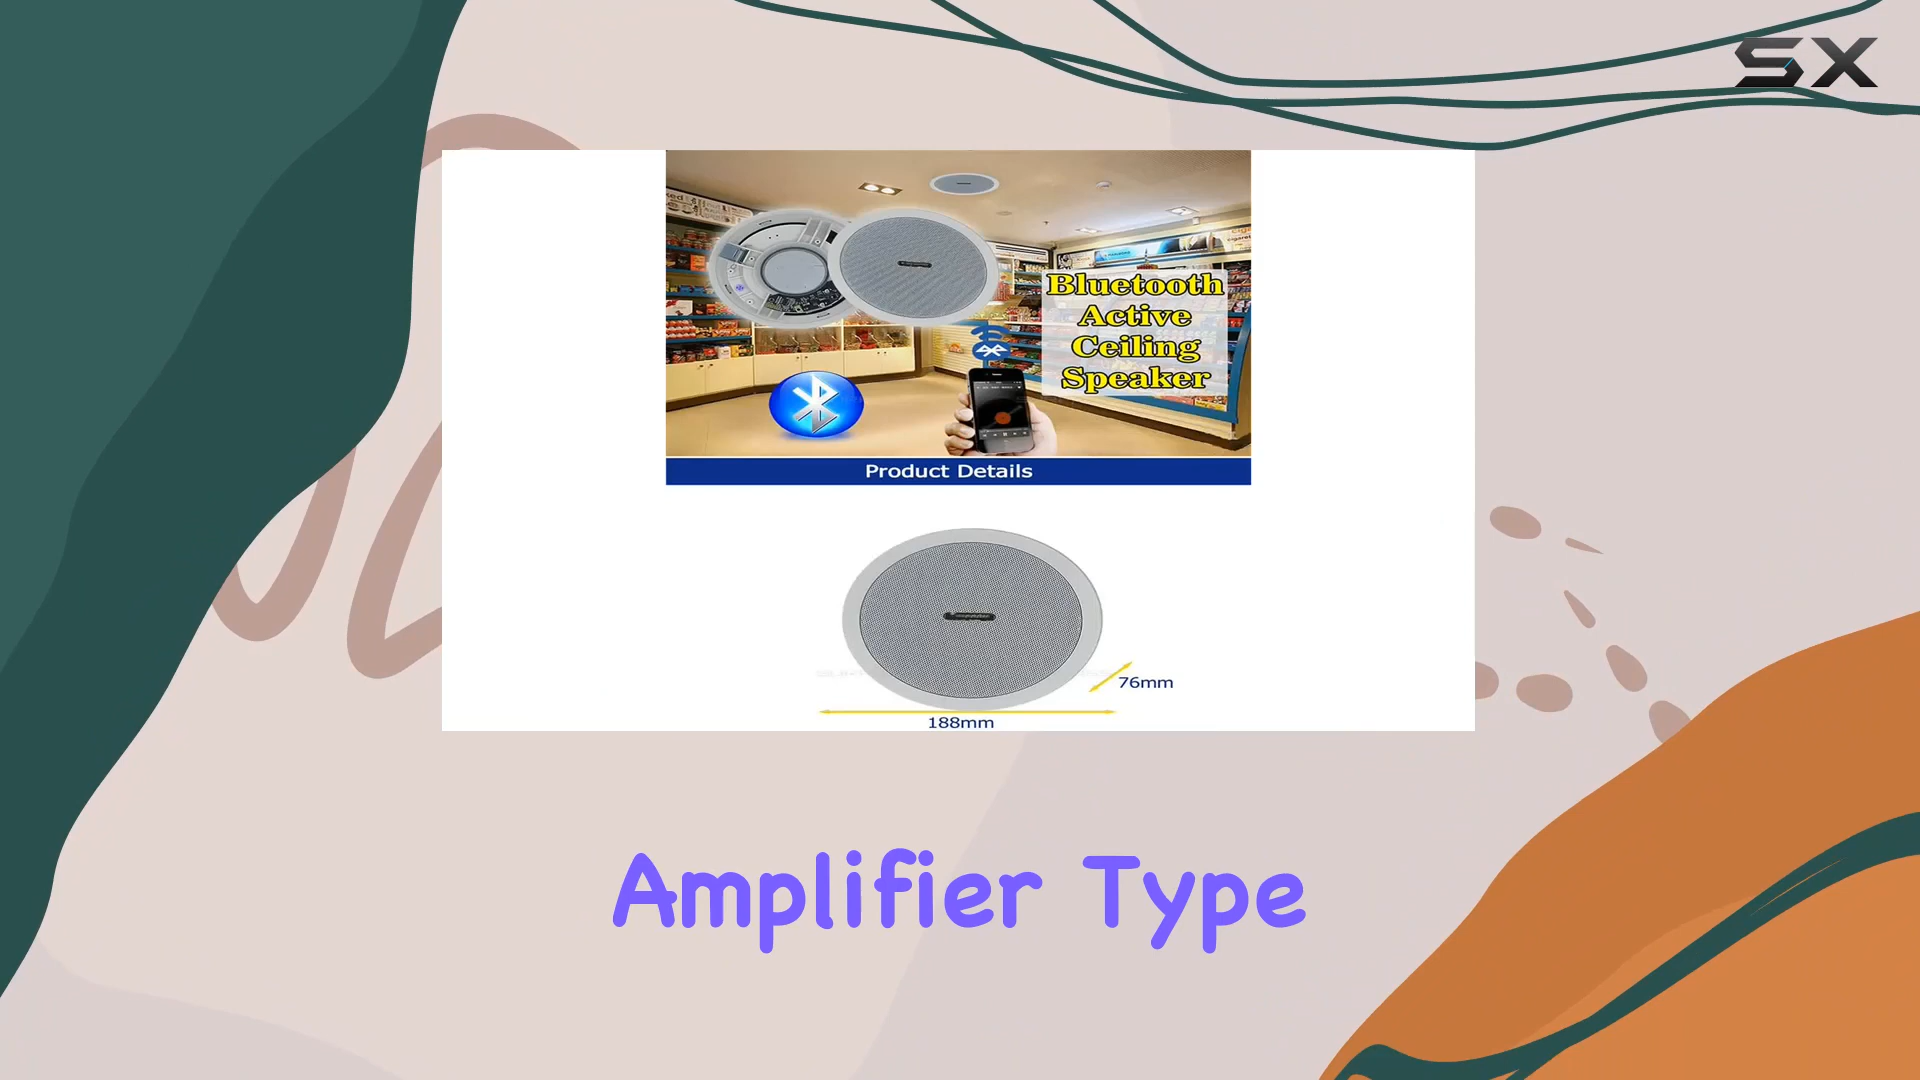 SX
Bluetooth
Active
Ceiling
Speaker
Product Details
76mm
188mm
Amplifier Type